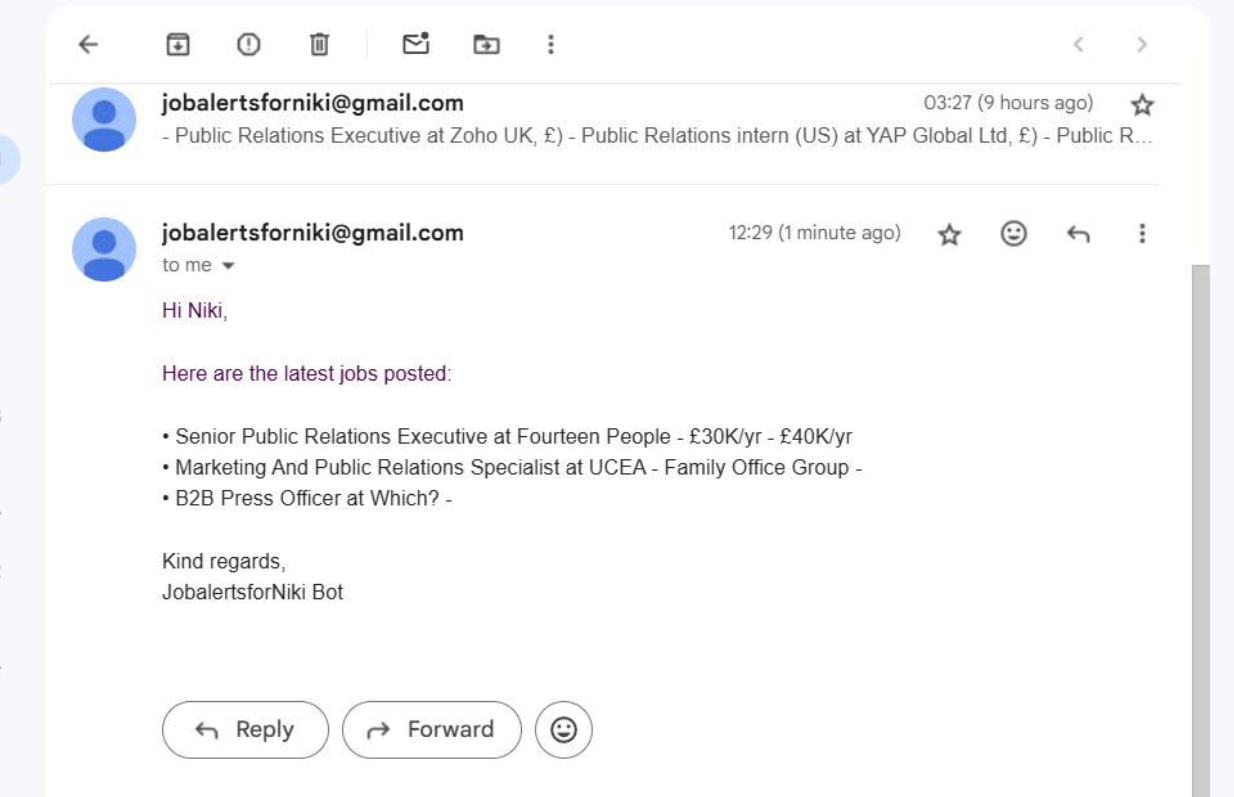 jobalertsforniki@gmail.com 03:27 (9 hours ago)
- Public Relations Executive at Zoho UK, £) - Public Relations intern (US) at YAP Global Ltd, £) - Public R...
jobalertsforniki@gmail.com 12:29 (1 minute ago)
to me
Hi Niki,
Here are the latest jobs posted:
• Senior Public Relations Executive at Fourteen People - £30K/yr - £40K/yr
• Marketing And Public Relations Specialist at UCEA - Family Office Group -
• B2B Press Officer at Which? -
Kind regards,
JobalertsforNiki Bot
Reply Forward